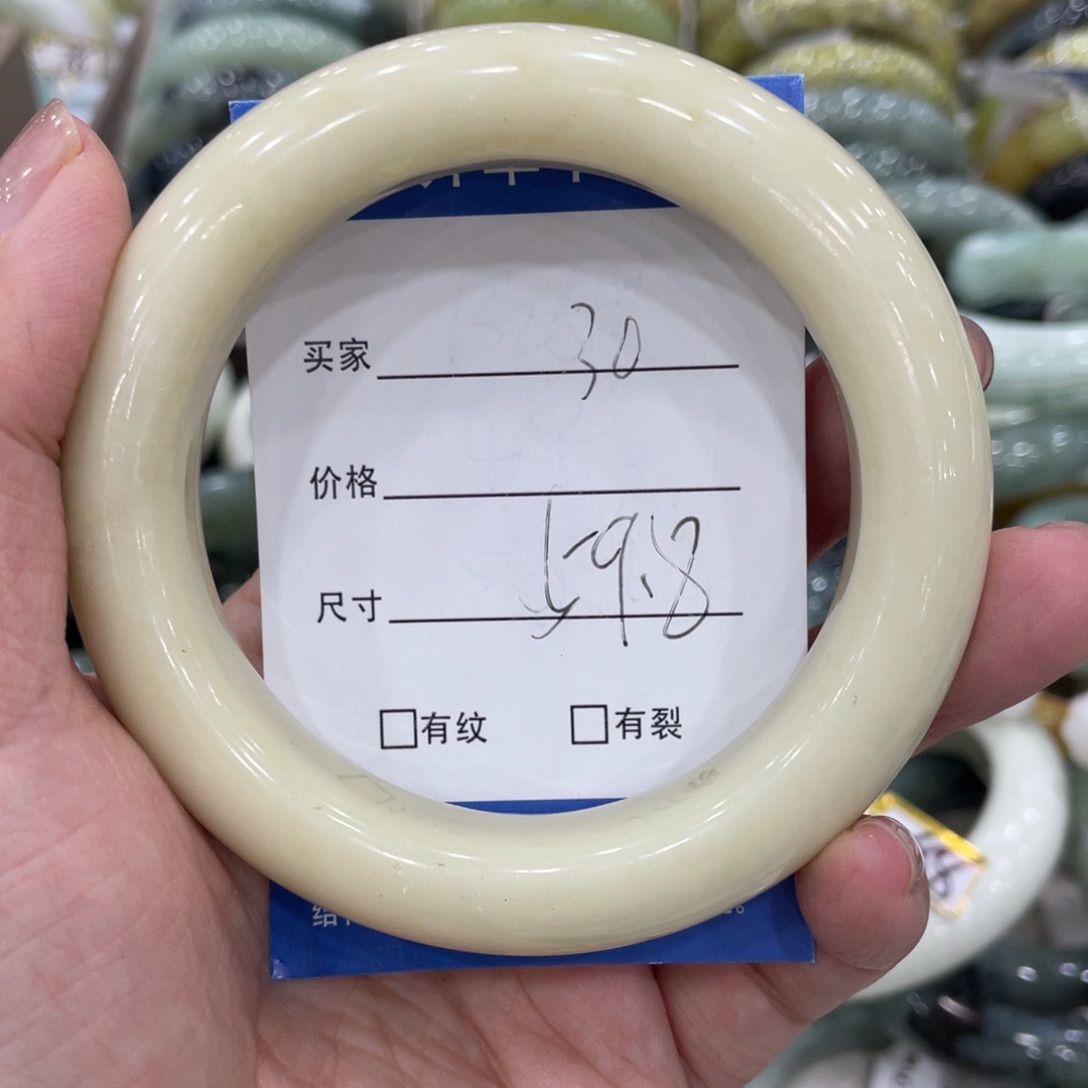 买家 30
价格
尺寸 59.8
□有纹 □有裂